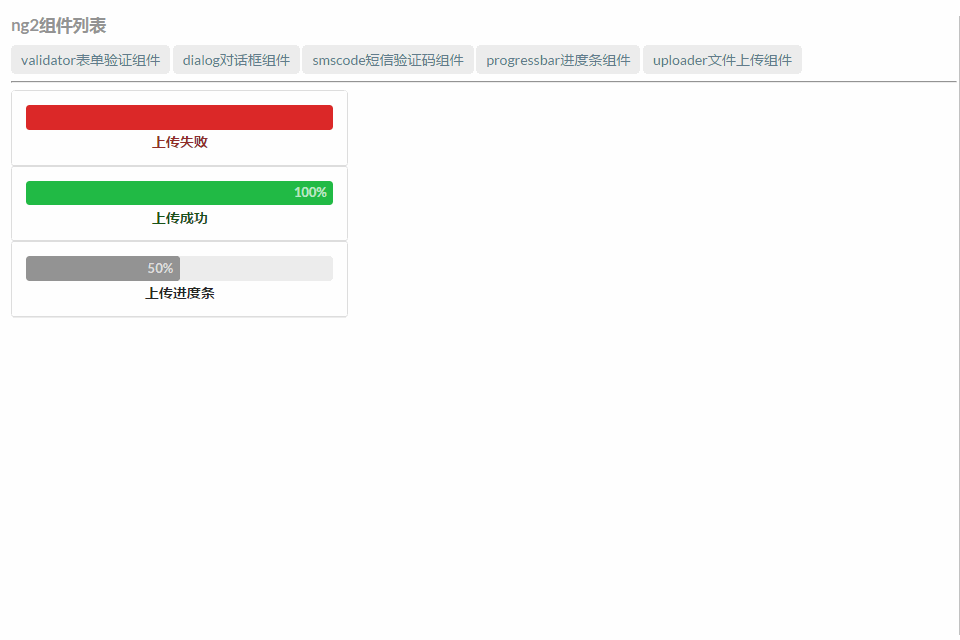 ng2组件列表
validator表单验证组件 dialog对话框组件 smscode短信验证码组件 progressbar进度条组件 uploader文件上传组件
上传失败
100%
上传成功
50%
上传进度条